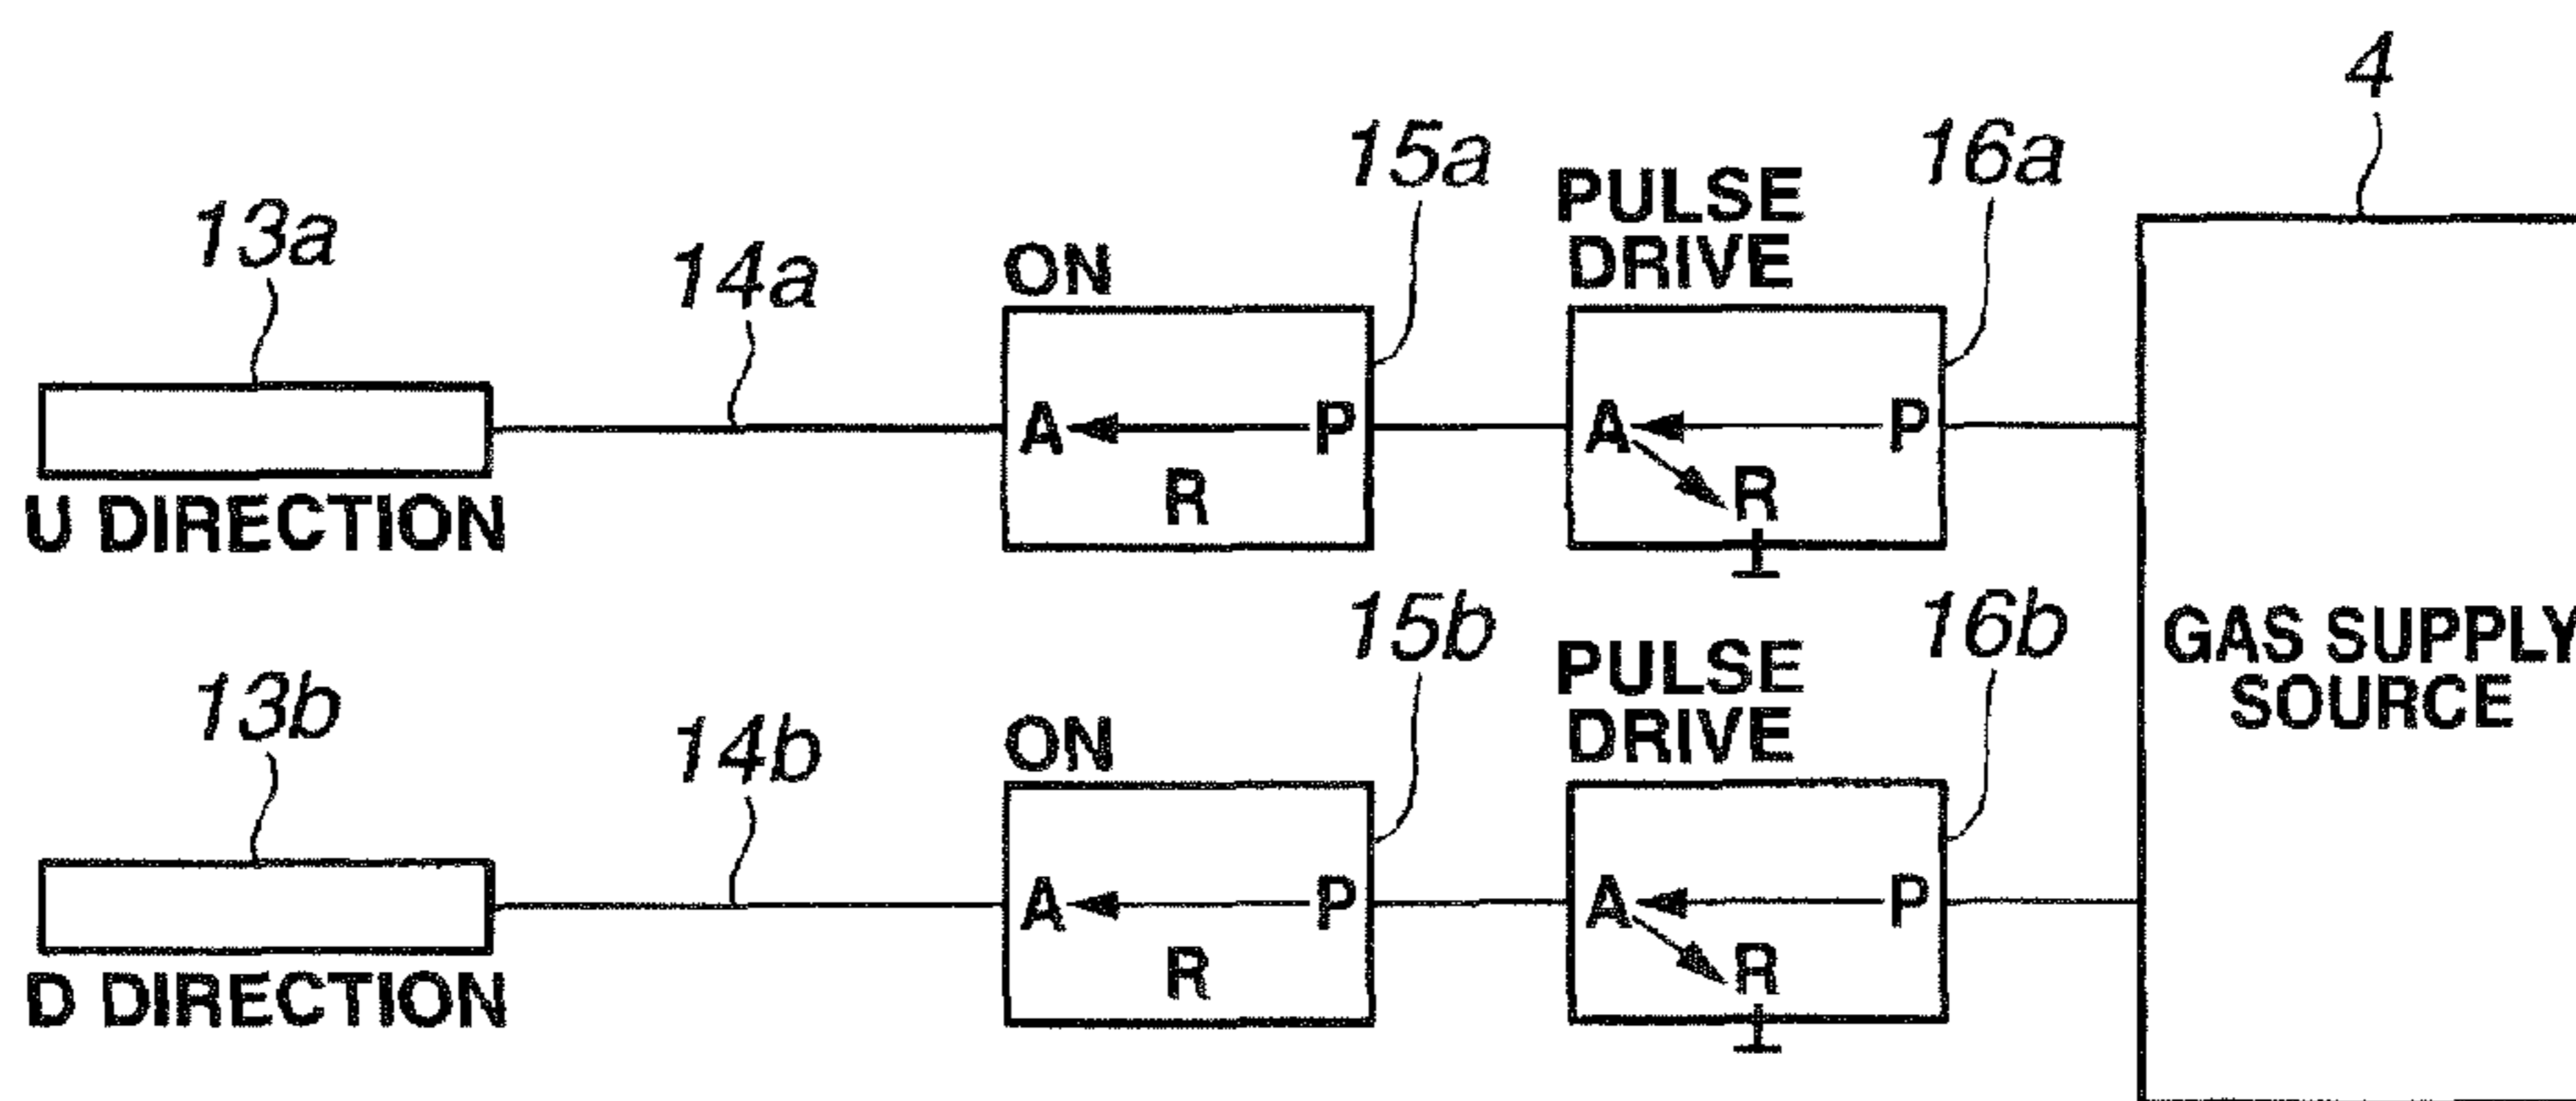 4
15a
16a
PULSE
DRIVE
13a
14a
ON
A
P
R
A
P
R
U DIRECTION
15b
16b
GAS SUPPLY
SOURCE
PULSE
DRIVE
13b
14b
ON
A
P
R
A
P
R
D DIRECTION